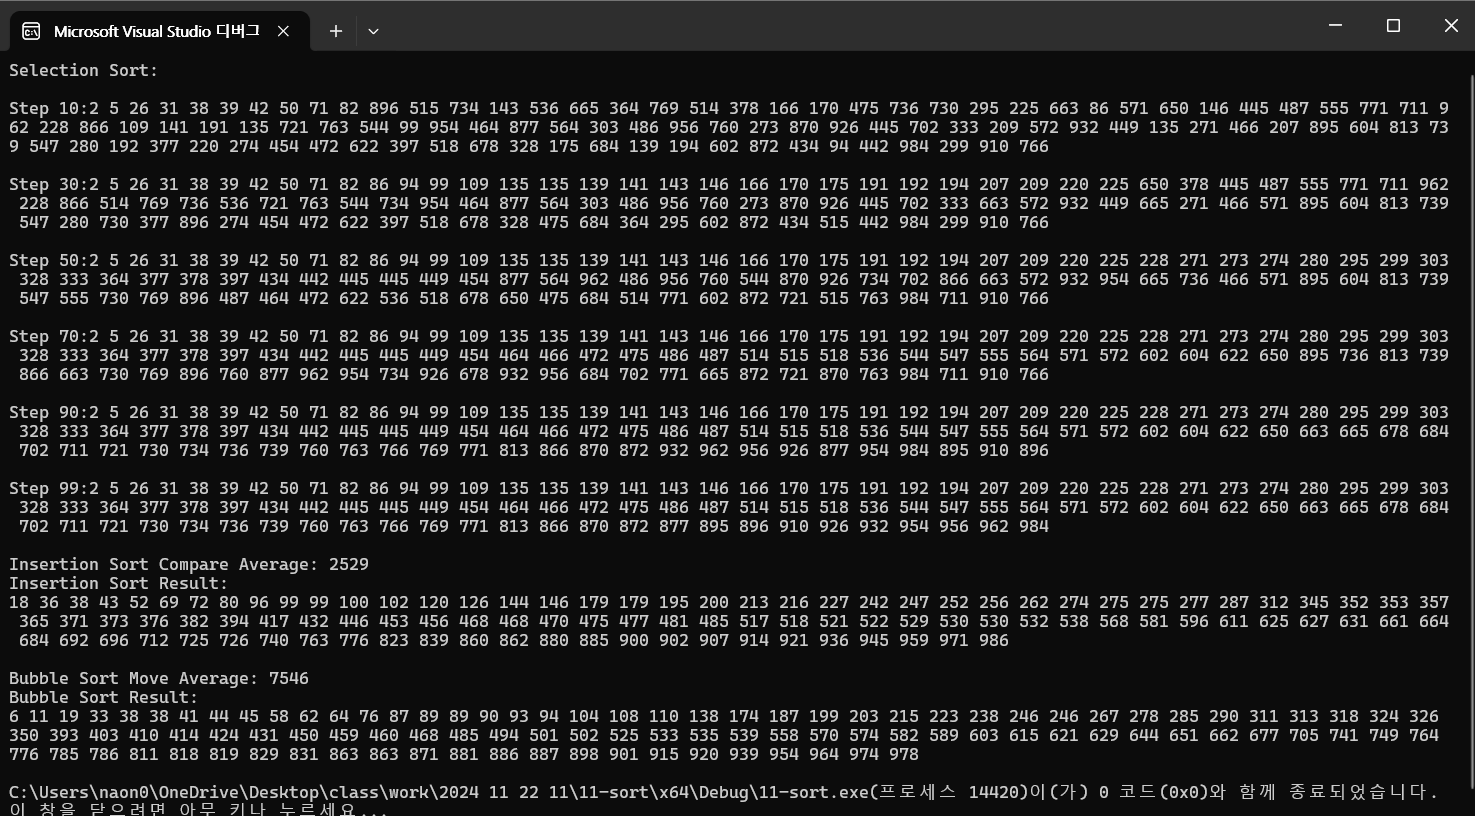 Microsoft Visual Studio 디버그
Selection Sort:
Step 10:2 5 26 31 38 39 42 50 71 82 896 515 734 143 536 665 364 769 514 378 166 170 475 736 730 295 225 663 86 571 650 146 445 487 555 771 711 9
62 228 866 109 141 191 135 721 763 544 99 954 464 877 564 303 486 956 760 273 870 926 445 702 333 209 572 932 449 135 271 466 207 895 604 813 73
9 547 280 192 377 220 274 454 472 622 397 518 678 328 175 684 139 194 602 872 434 94 442 984 299 910 766
Step 30:2 5 26 31 38 39 42 50 71 82 86 94 99 109 135 135 139 141 143 146 166 170 175 191 192 194 207 209 220 225 650 378 445 487 555 771 711 962
228 866 514 769 736 536 721 763 544 734 954 464 877 564 303 486 956 760 273 870 926 445 702 333 663 572 932 449 665 271 466 571 895 604 813 739
547 280 730 377 896 274 454 472 622 397 518 678 328 475 684 364 295 602 872 434 515 442 984 299 910 766
Step 50:2 5 26 31 38 39 42 50 71 82 86 94 99 109 135 135 139 141 143 146 166 170 175 191 192 194 207 209 220 225 228 271 273 274 280 295 299 303
328 333 364 377 378 397 434 442 445 445 449 454 877 564 962 486 956 760 544 870 926 734 702 866 663 572 932 954 665 736 466 571 895 604 813 739
547 555 730 769 896 487 464 472 622 536 518 678 650 475 684 514 771 602 872 721 515 763 984 711 910 766
Step 70:2 5 26 31 38 39 42 50 71 82 86 94 99 109 135 135 139 141 143 146 166 170 175 191 192 194 207 209 220 225 228 271 273 274 280 295 299 303
328 333 364 377 378 397 434 442 445 445 449 454 464 466 472 475 486 487 514 515 518 536 544 547 555 564 571 572 602 604 622 650 895 736 813 739
866 663 730 769 896 760 877 962 954 734 926 678 932 956 684 702 771 665 872 721 870 763 984 711 910 766
Step 90:2 5 26 31 38 39 42 50 71 82 86 94 99 109 135 135 139 141 143 146 166 170 175 191 192 194 207 209 220 225 228 271 273 274 280 295 299 303
328 333 364 377 378 397 434 442 445 445 449 454 464 466 472 475 486 487 514 515 518 536 544 547 555 564 571 572 602 604 622 650 663 665 678 684
702 711 721 730 734 736 739 760 763 766 769 771 813 866 870 872 932 962 956 926 877 954 984 895 910 896
Step 99:2 5 26 31 38 39 42 50 71 82 86 94 99 109 135 135 139 141 143 146 166 170 175 191 192 194 207 209 220 225 228 271 273 274 280 295 299 303
328 333 364 377 378 397 434 442 445 445 449 454 464 466 472 475 486 487 514 515 518 536 544 547 555 564 571 572 602 604 622 650 663 665 678 684
702 711 721 730 734 736 739 760 763 766 769 771 813 866 870 872 877 895 896 910 926 932 954 956 962 984
Insertion Sort Compare Average: 2529
Insertion Sort Result:
18 36 38 43 52 69 72 80 96 99 99 100 102 120 126 144 146 179 179 195 200 213 216 227 242 247 252 256 262 274 275 275 277 287 312 345 352 353 357
365 371 373 376 382 394 417 432 446 453 456 468 468 470 475 477 481 485 517 518 521 522 529 530 530 532 538 568 581 596 611 625 627 631 661 664
684 692 696 712 725 726 740 763 776 823 839 860 862 880 885 900 902 907 914 921 936 945 959 971 986
Bubble Sort Move Average: 7546
Bubble Sort Result:
6 11 19 33 38 38 41 44 45 58 62 64 76 87 89 89 90 93 94 104 108 110 138 174 187 199 203 215 223 238 246 246 267 278 285 290 311 313 318 324 326
350 393 403 410 414 424 431 450 459 460 468 485 494 501 502 525 533 535 539 558 570 574 582 589 603 615 621 629 644 651 662 677 705 741 749 764
776 785 786 811 818 819 829 831 863 863 871 881 886 887 898 901 915 920 939 954 964 974 978
C:\Users\naon0\OneDrive\Desktop\class\work\2024 11 22 11\11-sort\x64\Debug\11-sort.exe(프로세스 14420)이(가) 0 코드(0x0)와 함께 종료되었습니다.
이 창을 닫으려면 아무 키나 누르세요...